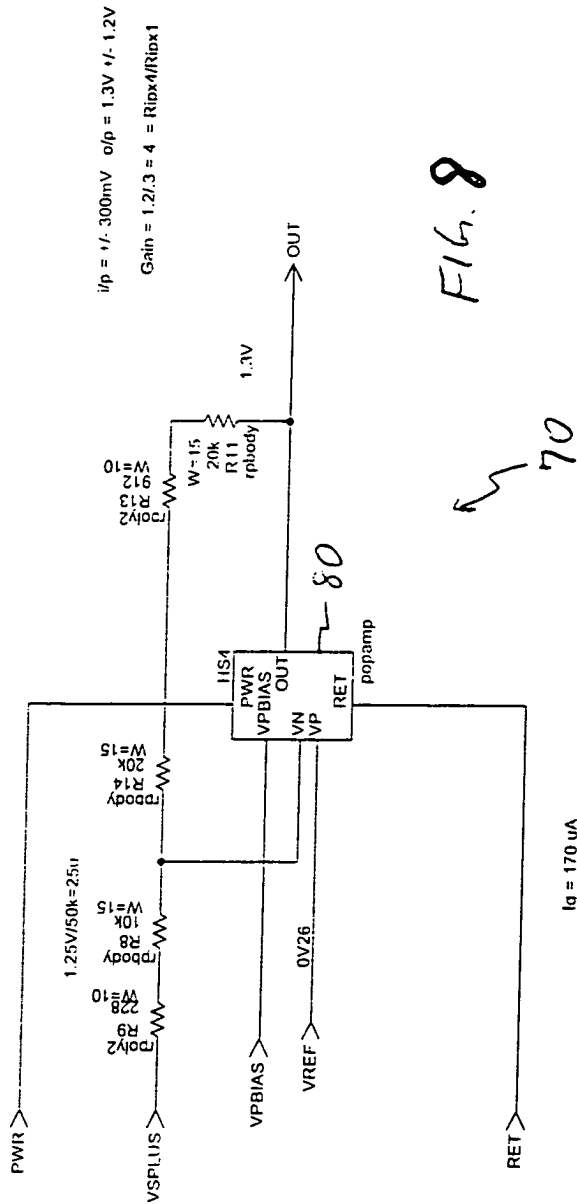 i/p = +/- 300mV o/p = 1.3V +/- 1.2V
Gain = 1.2/.3 = 4 = Ripx4/Ripx1
PWR
VSPLUS
rpoly2
R9
228
W=10
rpbody
R8
10k
W=15
1.25V/50k=25u
rpbody
R14
20k
W=15
rpoly2
R13
912
W=10
W=15
20k
R11
rpbody
1.3V
OUT
VPBIAS
VREF
0V26
HS4
PWR
VPBIAS
OUT
VN
VP
RET
popamp
80
RET
Iq = 170 uA
70
FIG. 8